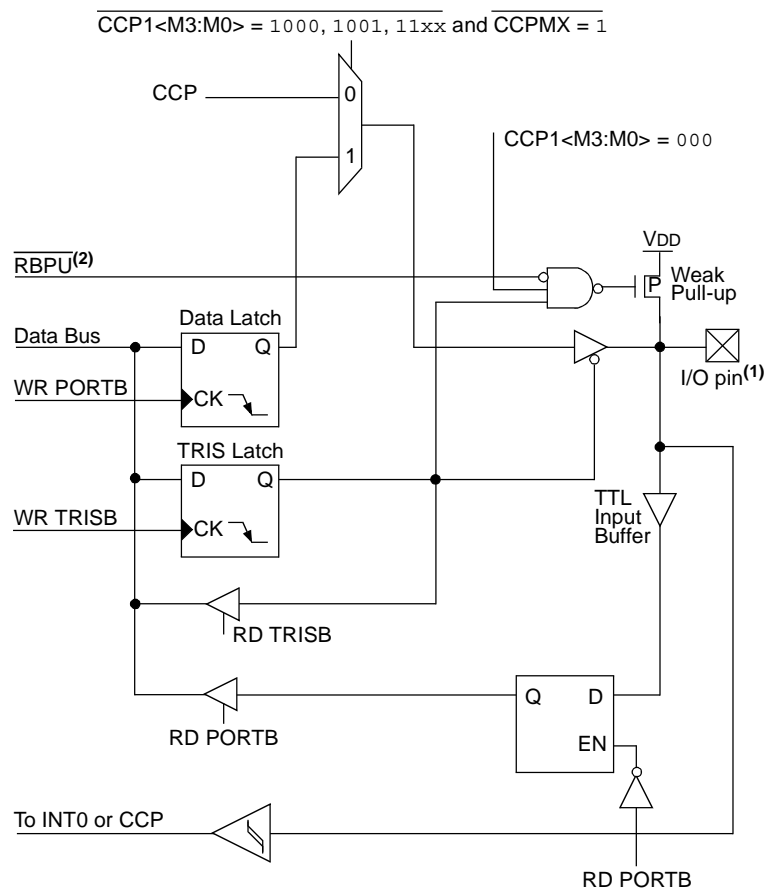 CCP1<M3:M0> = 1000, 1001, 11xx and CCPMX = 1
CCP
0
1
CCP1<M3:M0> = 000
VDD
RBPU(2)
P
Weak
Pull-up
Data Latch
Data Bus
D
Q
I/O pin(1)
WR PORTB
CK
TRIS Latch
D
Q
TTL
Input
Buffer
WR TRISB
CK
RD TRISB
Q
D
RD PORTB
EN
To INT0 or CCP
RD PORTB